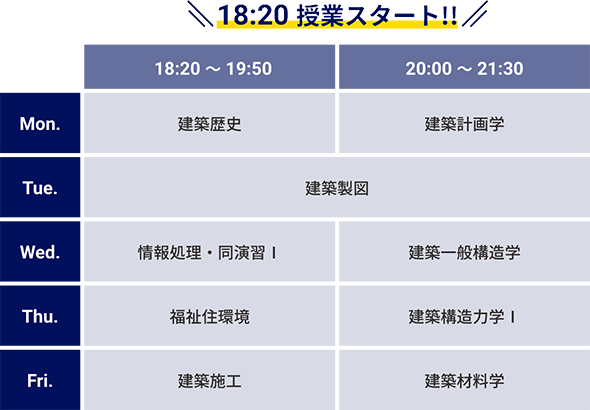 18:20 授業スタート!!
18:20 〜 19:50 20:00 〜 21:30
Mon. 建築歴史 建築計画学
Tue. 建築製図
Wed. 情報処理・同演習Ⅰ 建築一般構造学
Thu. 福祉住環境 建築構造力学Ⅰ
Fri. 建築施工 建築材料学